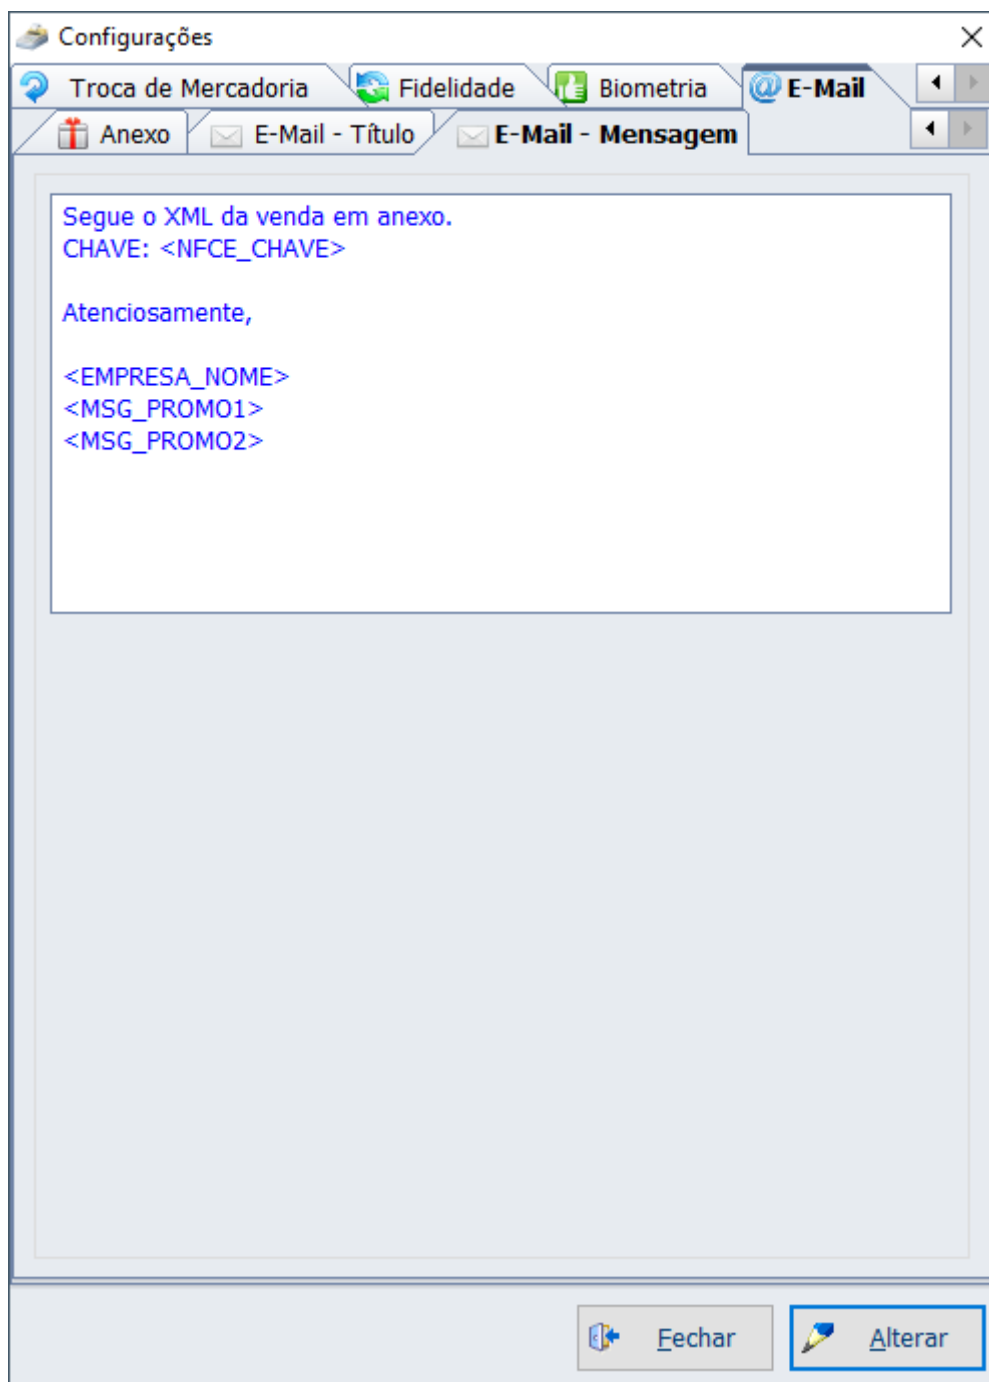 Configurações
Troca de Mercadoria Fidelidade Biometria E-Mail
Anexo E-Mail - Título E-Mail - Mensagem
Segue o XML da venda em anexo.
CHAVE: <NFCE_CHAVE>
Atenciosamente,
<EMPRESA_NOME>
<MSG_PROMO1>
<MSG_PROMO2>
Fechar Alterar